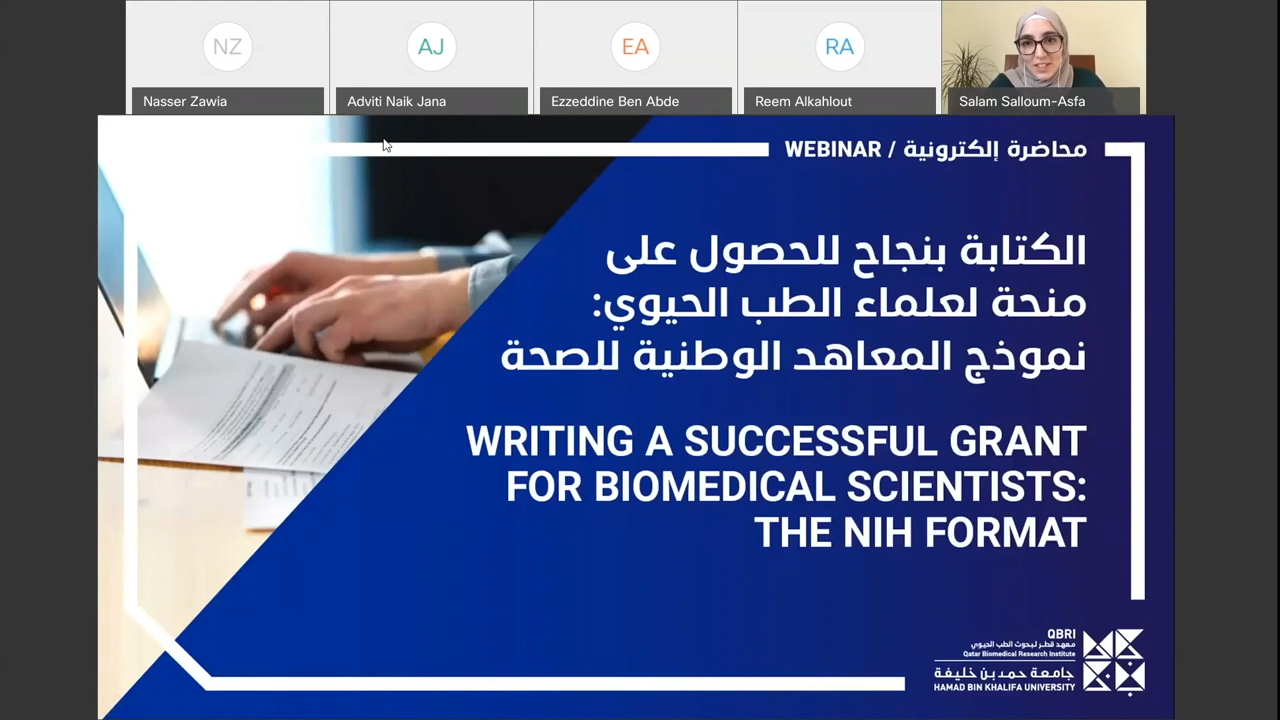 NZ
AJ
EA
RA
Nasser Zawia
Adviti Naik Jana
Ezzeddine Ben Abde
Reem Alkahlout
Salam Salloum-Asfa
WEBINAR / محاضرة إلكترونية
الكتابة بنجاح للحصول على
منحة لعلماء الطب الحيوي:
نموذج المعاهد الوطنية للصحة
WRITING A SUCCESSFUL GRANT
FOR BIOMEDICAL SCIENTISTS:
THE NIH FORMAT
QBRI
معهد قطر لبحوث الطب الحيوي
Qatar Biomedical Research Institute
جامعة حمد بن خليفة
HAMAD BIN KHALIFA UNIVERSITY